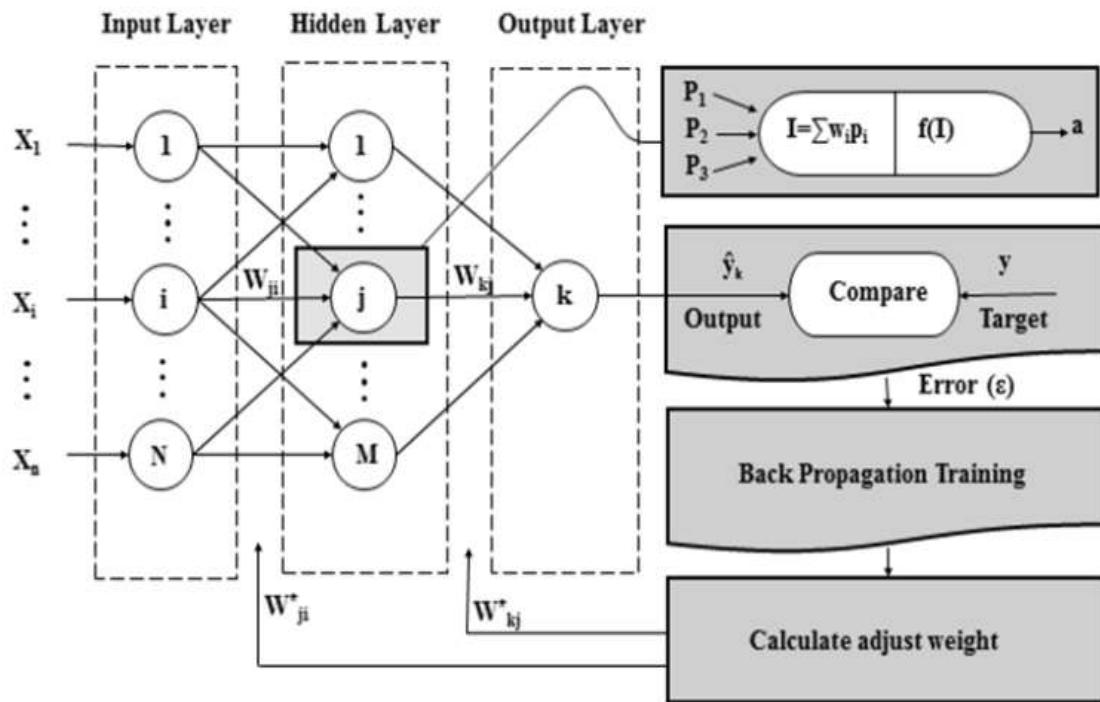 Input Layer
Hidden Layer
Output Layer
X₁
⋮
Xᵢ
⋮
Xₙ
1
⋮
i
⋮
N
Wⱼᵢ
1
⋮
j
⋮
M
Wₖⱼ
k
P₁
P₂
P₃
I=∑wᵢpᵢ
f(I)
a
ŷₖ
Output
Compare
y
Target
Error (ε)
Back Propagation Training
Calculate adjust weight
W*ⱼᵢ
W*ₖⱼ